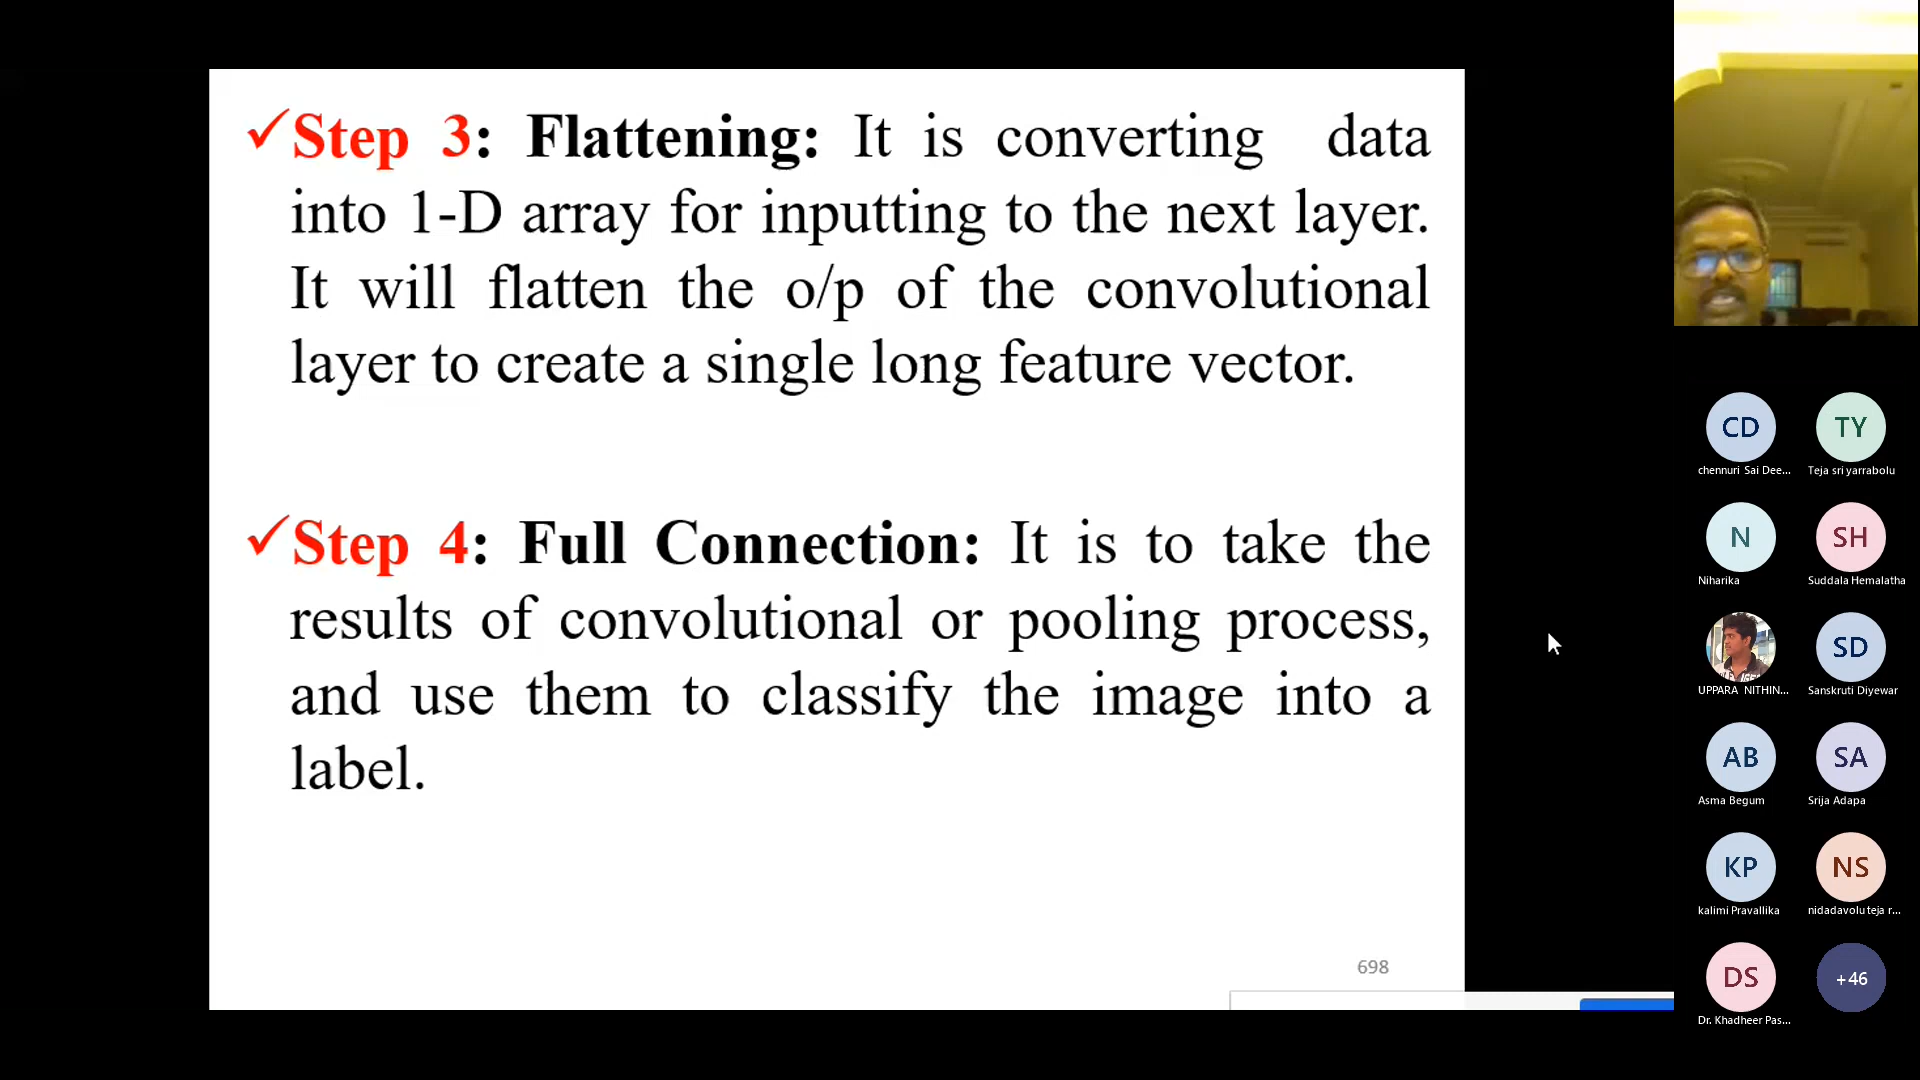 ✓Step 3: Flattening: It is converting data
into 1-D array for inputting to the next layer.
It will flatten the o/p of the convolutional
layer to create a single long feature vector.
✓Step 4: Full Connection: It is to take the
results of convolutional or pooling process,
and use them to classify the image into a
label.
698
CD
chennuri Sai Dee...
TY
Teja sri yarrabolu
N
Niharika
SH
Suddala Hemalatha
UPPARA NITHIN...
SD
Sanskruti Diyewar
AB
Asma Begum
SA
Srija Adapa
KP
kalimi Pravallika
NS
nidadavolu teja r...
DS
Dr. Khadheer Pas...
+46